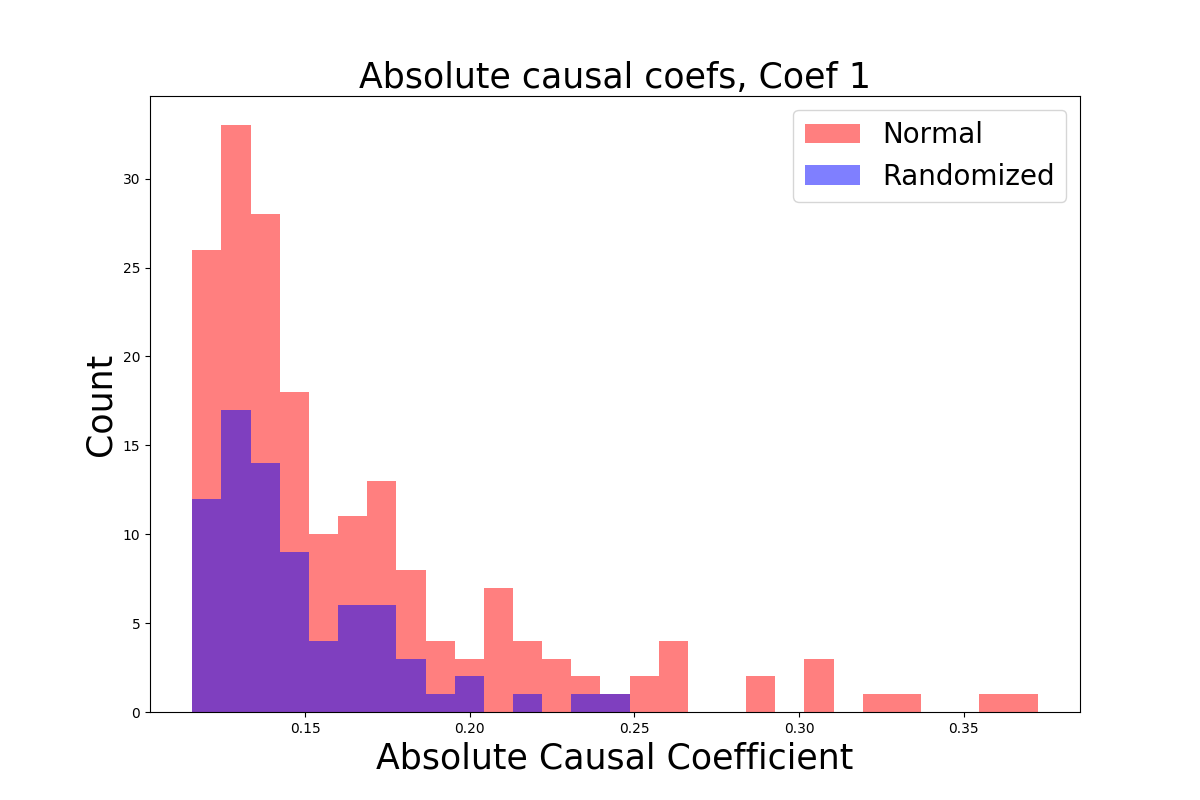 Absolute causal coefs, Coef 1
Normal
Randomized
Count
30
25
20
15
10
5
0
0.15
0.20
0.25
0.30
0.35
Absolute Causal Coefficient